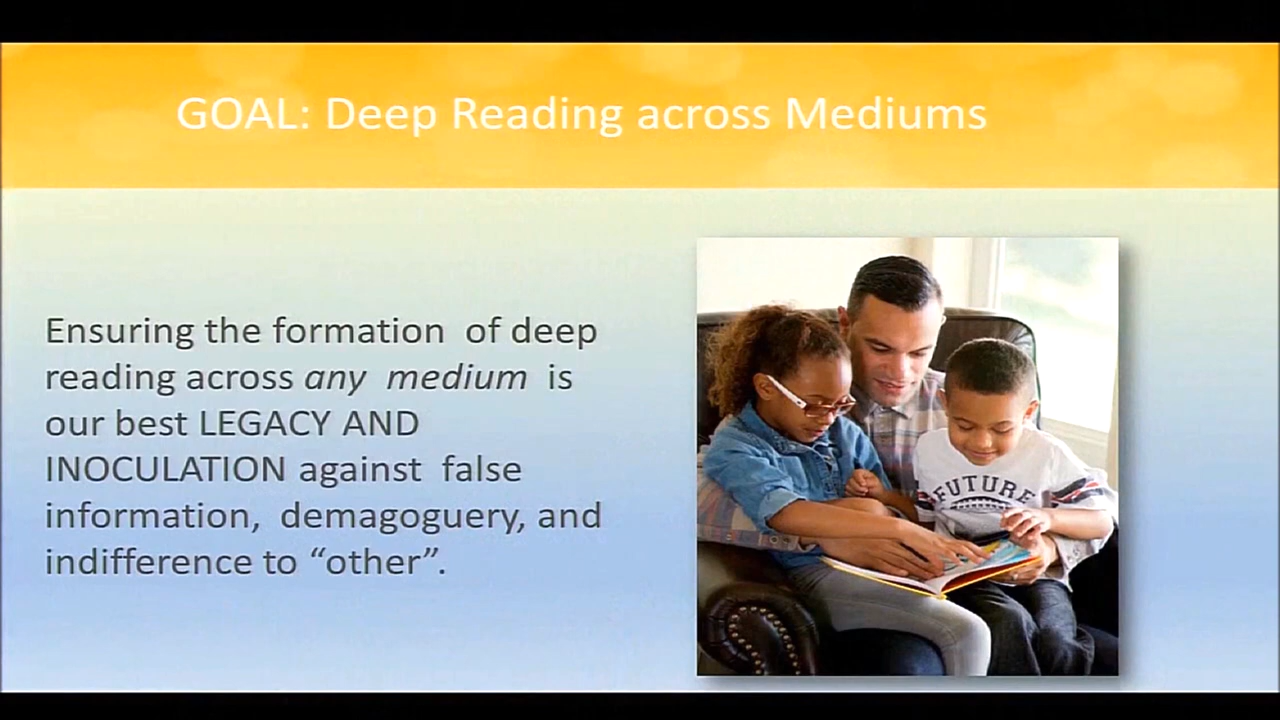 GOAL: Deep Reading across Mediums
Ensuring the formation of deep
reading across any medium is
our best LEGACY AND
INOCULATION against false
information, demagoguery, and
indifference to “other”.
FUTURE